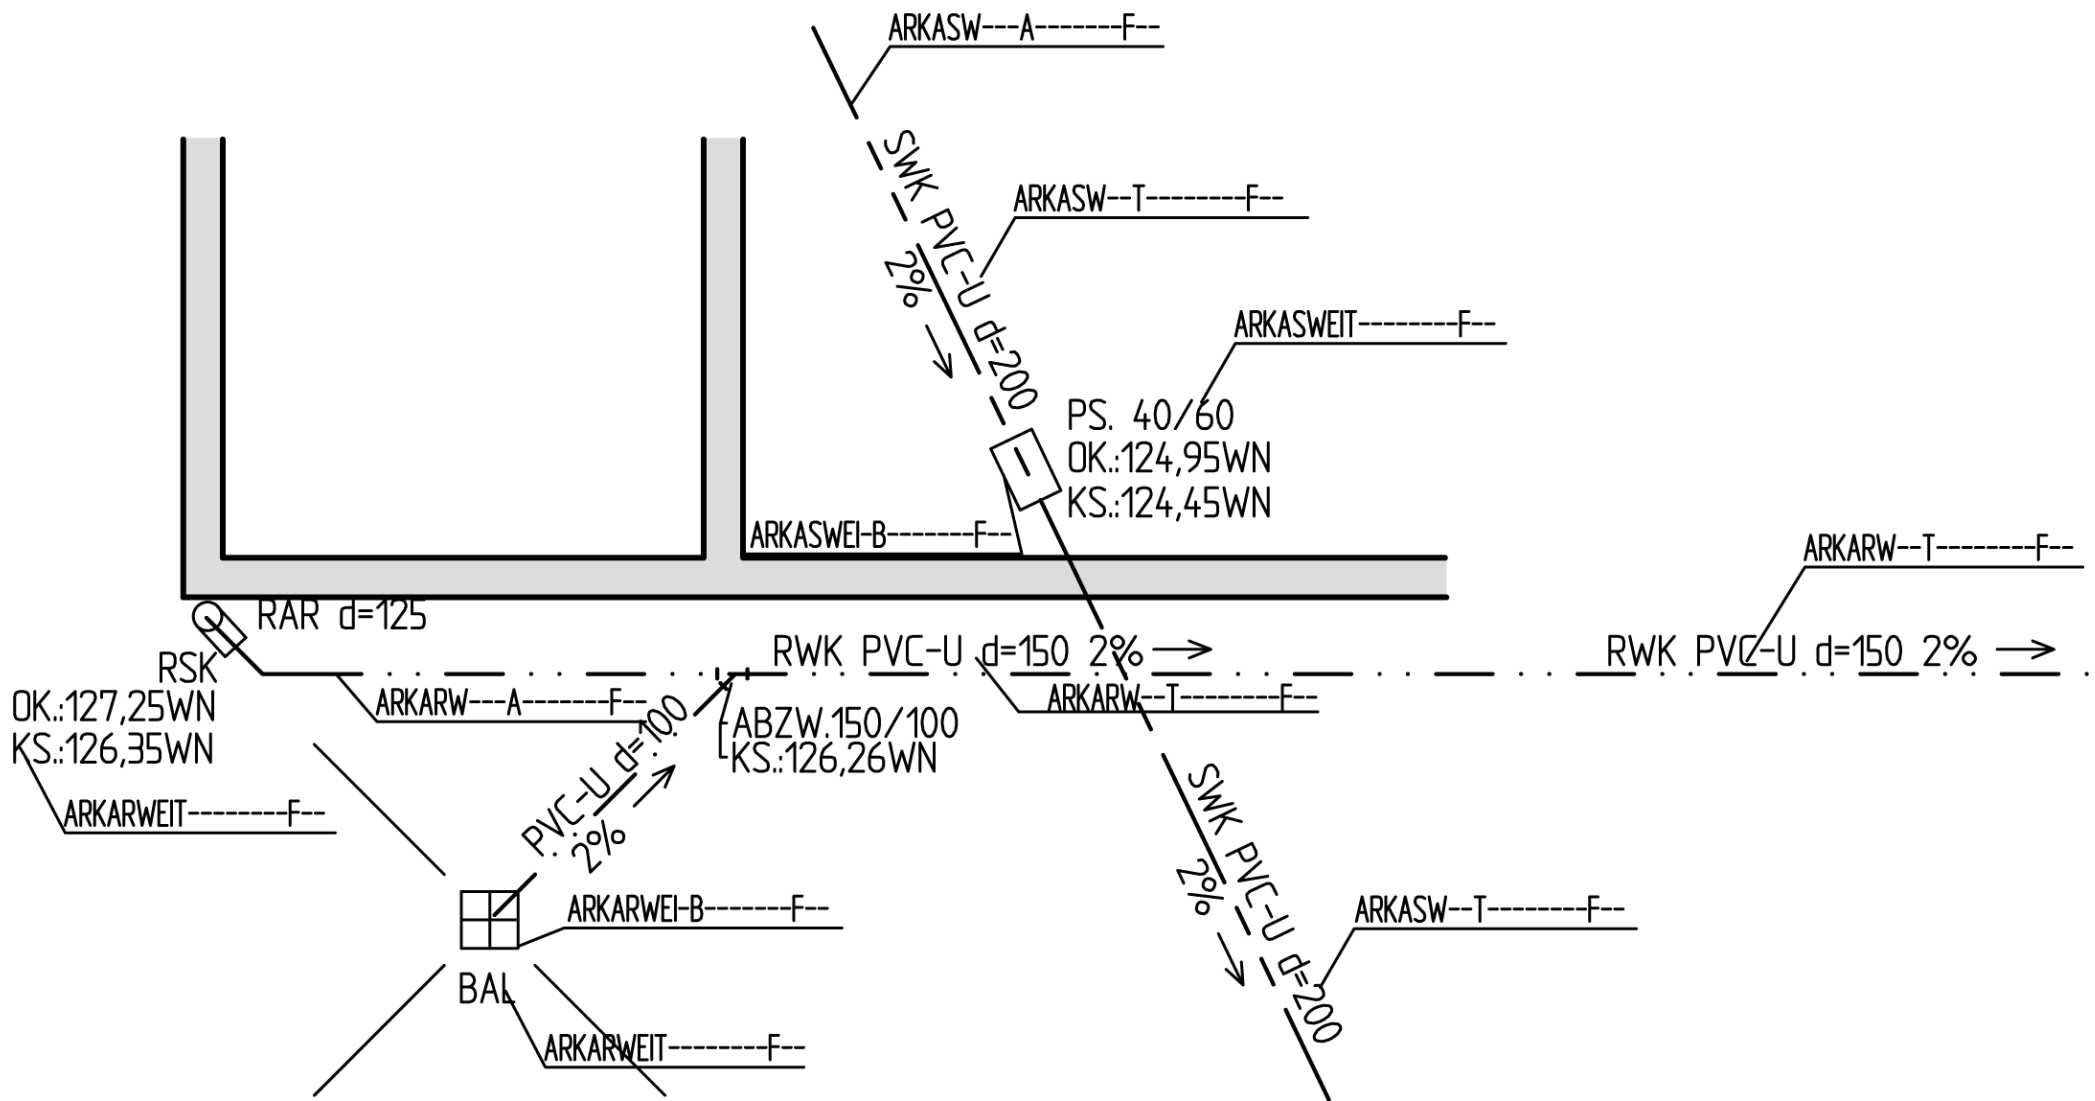 ARKASW---A-------F--
SWK PVC-U d=200
2%
ARKASW--T--------F--
ARKASWEIT--------F--
PS. 40/60
OK.:124,95WN
KS.:124,45WN
ARKASWEI-B-------F--
ARKARW--T--------F--
RAR d=125
RSK
OK.:127,25WN
KS.:126,35WN
RWK PVC-U d=150 2%
RWK PVC-U d=150 2%
ARKARW---A-------F--
ARKARW--T--------F--
ABZW.150/100
KS.:126,26WN
PVC-U d=100
2%
ARKARWEIT--------F--
SWK PVC-U d=200
2%
ARKARWEI-B-------F--
ARKASW--T--------F--
BAL
ARKARWEIT--------F--